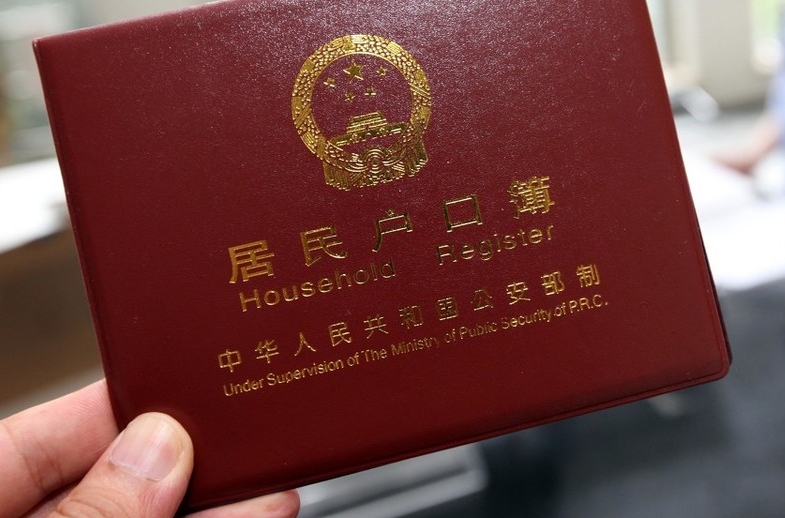 居民户口簿
Household Register
中华人民共和国公安部制
Under Supervision of The Ministry of Public Security of P.R.C.